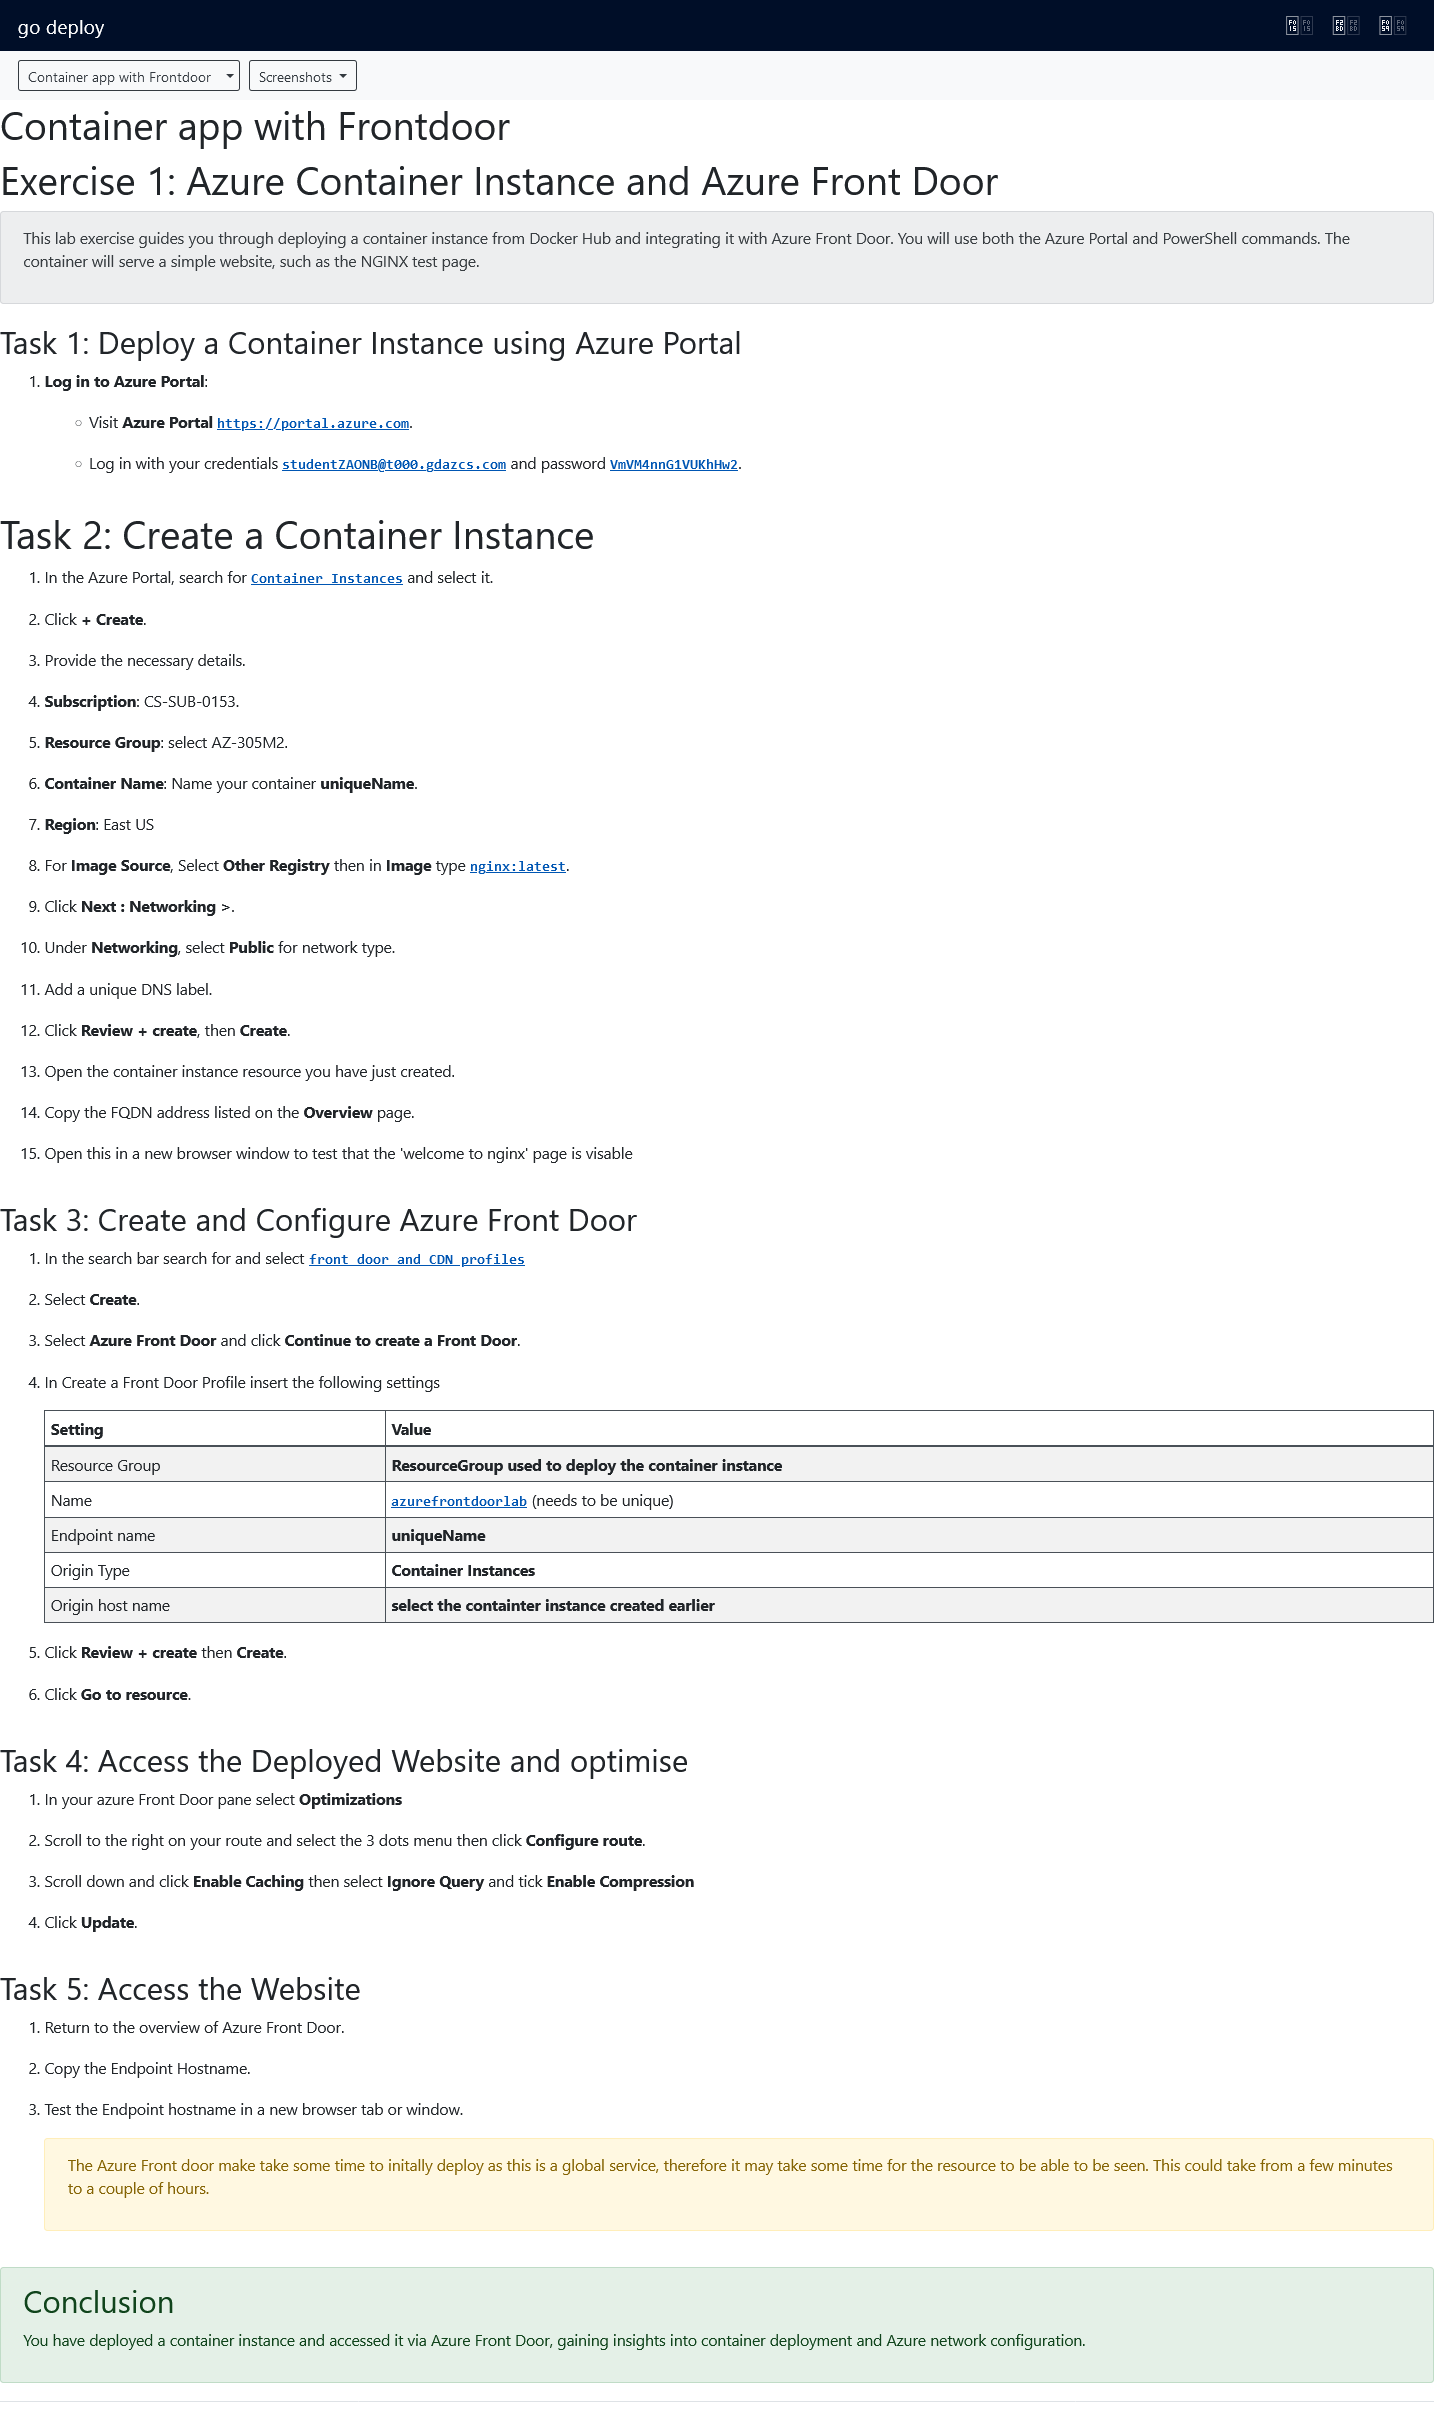 go deploy
Container app with Frontdoor
Screenshots
Container app with Frontdoor
Exercise 1: Azure Container Instance and Azure Front Door
This lab exercise guides you through deploying a container instance from Docker Hub and integrating it with Azure Front Door. You will use both the Azure Portal and PowerShell commands. The
container will serve a simple website, such as the NGINX test page.
Task 1: Deploy a Container Instance using Azure Portal
1. Log in to Azure Portal:
○ Visit Azure Portal https://portal.azure.com.
○ Log in with your credentials studentZAONB@t000.gdazcs.com and password VmVM4nnG1VUKhHw2.
Task 2: Create a Container Instance
1. In the Azure Portal, search for Container Instances and select it.
2. Click + Create.
3. Provide the necessary details.
4. Subscription: CS-SUB-0153.
5. Resource Group: select AZ-305M2.
6. Container Name: Name your container uniqueName.
7. Region: East US
8. For Image Source, Select Other Registry then in Image type nginx:latest.
9. Click Next : Networking >.
10. Under Networking, select Public for network type.
11. Add a unique DNS label.
12. Click Review + create, then Create.
13. Open the container instance resource you have just created.
14. Copy the FQDN address listed on the Overview page.
15. Open this in a new browser window to test that the 'welcome to nginx' page is visable
Task 3: Create and Configure Azure Front Door
1. In the search bar search for and select front door and CDN profiles
2. Select Create.
3. Select Azure Front Door and click Continue to create a Front Door.
4. In Create a Front Door Profile insert the following settings
Setting Value
Resource Group ResourceGroup used to deploy the container instance
Name azurefrontdoorlab (needs to be unique)
Endpoint name uniqueName
Origin Type Container Instances
Origin host name select the containter instance created earlier
5. Click Review + create then Create.
6. Click Go to resource.
Task 4: Access the Deployed Website and optimise
1. In your azure Front Door pane select Optimizations
2. Scroll to the right on your route and select the 3 dots menu then click Configure route.
3. Scroll down and click Enable Caching then select Ignore Query and tick Enable Compression
4. Click Update.
Task 5: Access the Website
1. Return to the overview of Azure Front Door.
2. Copy the Endpoint Hostname.
3. Test the Endpoint hostname in a new browser tab or window.
The Azure Front door make take some time to initally deploy as this is a global service, therefore it may take some time for the resource to be able to be seen. This could take from a few minutes
to a couple of hours.
Conclusion
You have deployed a container instance and accessed it via Azure Front Door, gaining insights into container deployment and Azure network configuration.